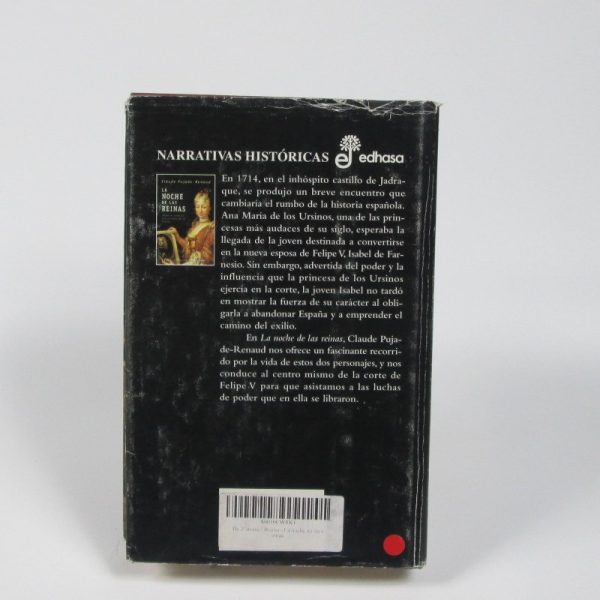 NARRATIVAS HISTÓRICAS edhasa
Claude Pujade-Renaud
LA
NOCHE
DE LAS
REINAS
En 1714, en el inhóspito castillo de Jadra-
que, se produjo un breve encuentro que
cambiaría el rumbo de la historia española.
Ana María de los Ursinos, una de las prin-
cesas más audaces de su siglo, esperaba la
llegada de la joven destinada a convertirse
en la nueva esposa de Felipe V, Isabel de Far-
nesio. Sin embargo, advertida del poder y la
influencia que la princesa de los Ursinos
ejercía en la corte, la joven Isabel no tardó
en mostrar la fuerza de su carácter al obli-
garla a abandonar España y a emprender el
camino del exilio.
En La noche de las reinas, Claude Puja-
de-Renaud nos ofrece un fascinante recorri-
do por la vida de estos dos personajes, y nos
conduce al centro mismo de la corte de
Felipe V para que asistamos a las luchas
de poder que en ella se libraron.